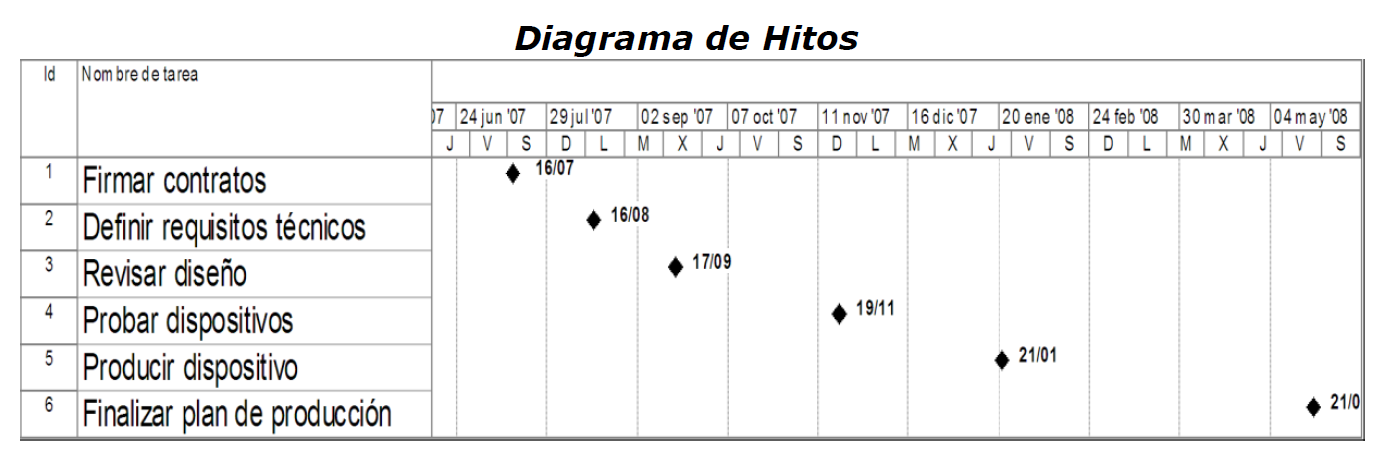 Diagrama de Hitos
Id Nombre de tarea
07 24 jun '07 29 jul '07 02 sep '07 07 oct '07 11 nov '07 16 dic '07 20 ene '08 24 feb '08 30 mar '08 04 may '08
J V S D L M X J V S D L M X J V S D L M X J V S
1 Firmar contratos 16/07
2 Definir requisitos técnicos 16/08
3 Revisar diseño 17/09
4 Probar dispositivos 19/11
5 Producir dispositivo 21/01
6 Finalizar plan de producción 21/0